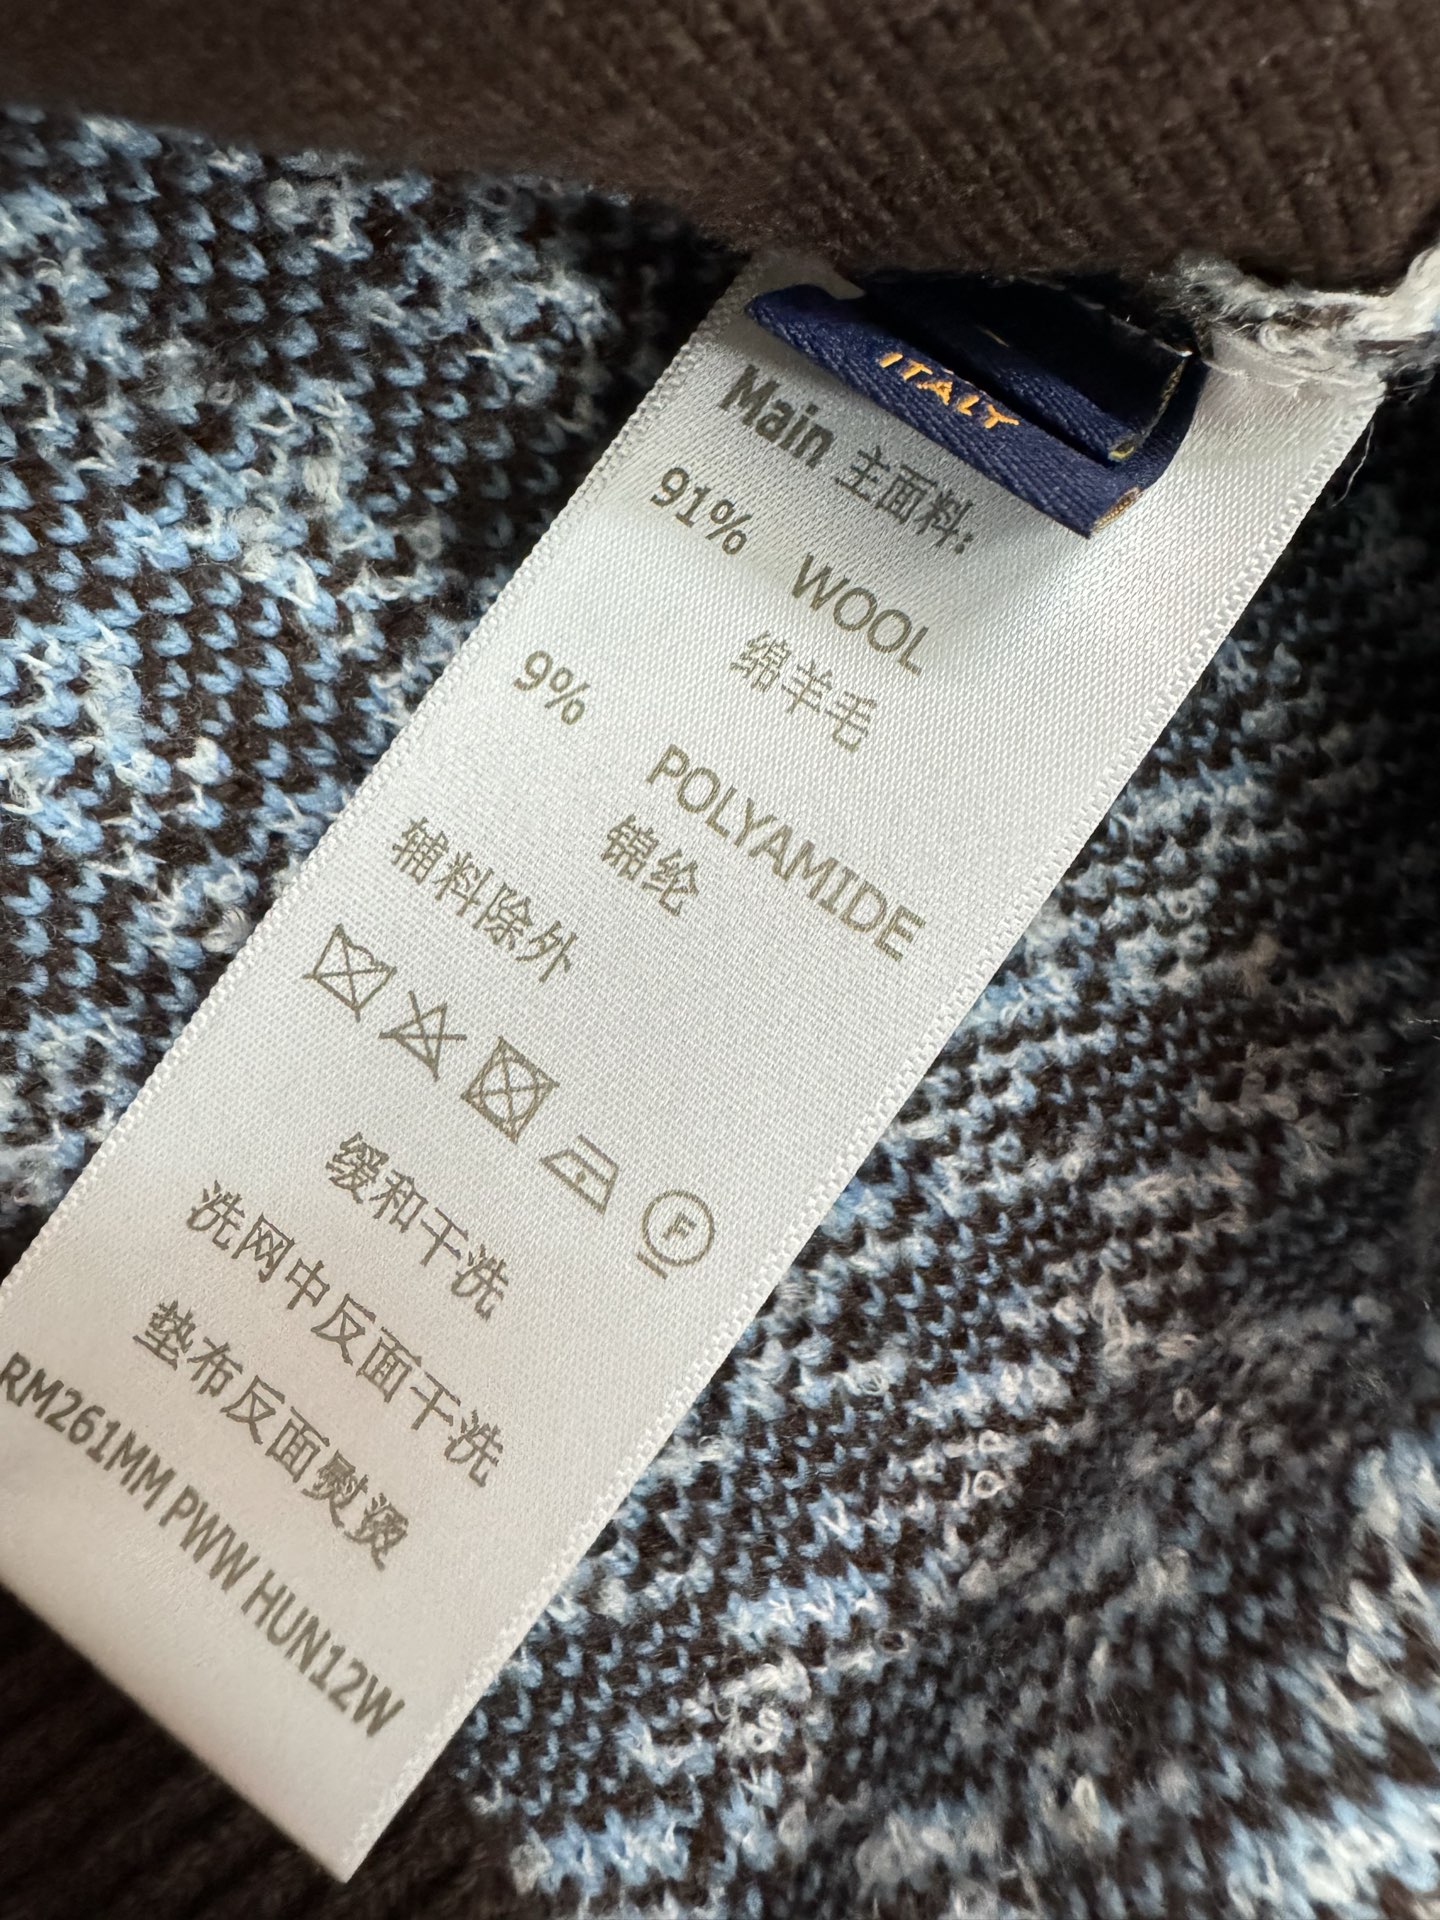 ITALY
Main 主面料:
91% WOOL
绵羊毛
9% POLYAMIDE
锦纶
辅料除外
F
缓和干洗
洗网中反面干洗
垫布反面熨烫
RM261MM PWW HUN12W